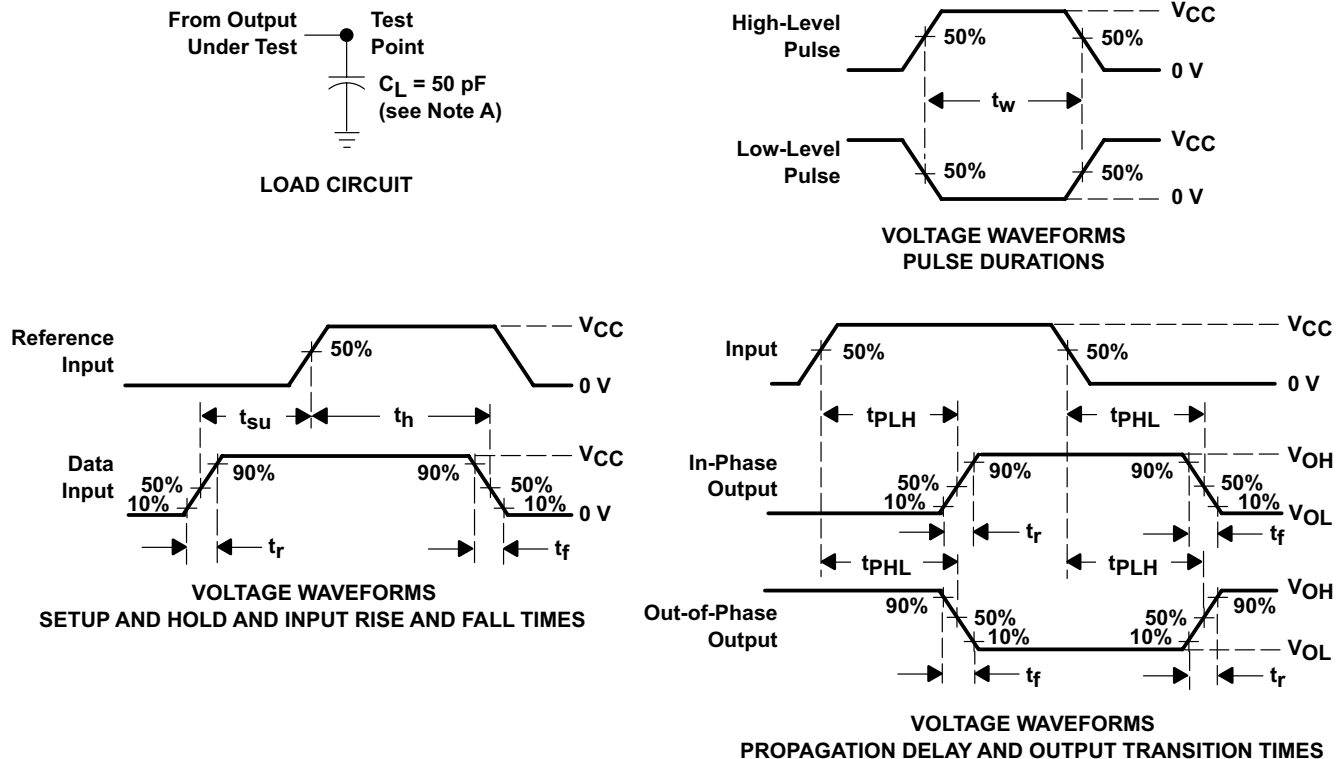 From Output
Under Test
Test
Point
CL = 50 pF
(see Note A)
LOAD CIRCUIT
High-Level
Pulse
50%
50%
VCC
0 V
tw
Low-Level
Pulse
50%
50%
VCC
0 V
VOLTAGE WAVEFORMS
PULSE DURATIONS
Reference
Input
50%
VCC
0 V
tsu
th
Data
Input
50%
10%
90%
90%
50%
10%
VCC
0 V
tr
tf
VOLTAGE WAVEFORMS
SETUP AND HOLD AND INPUT RISE AND FALL TIMES
Input
50%
50%
VCC
0 V
tPLH
tPHL
In-Phase
Output
50%
10%
90%
90%
50%
10%
VOH
VOL
tr
tf
tPHL
tPLH
Out-of-Phase
Output
90%
50%
10%
50%
10%
90%
VOH
VOL
tf
tr
VOLTAGE WAVEFORMS
PROPAGATION DELAY AND OUTPUT TRANSITION TIMES